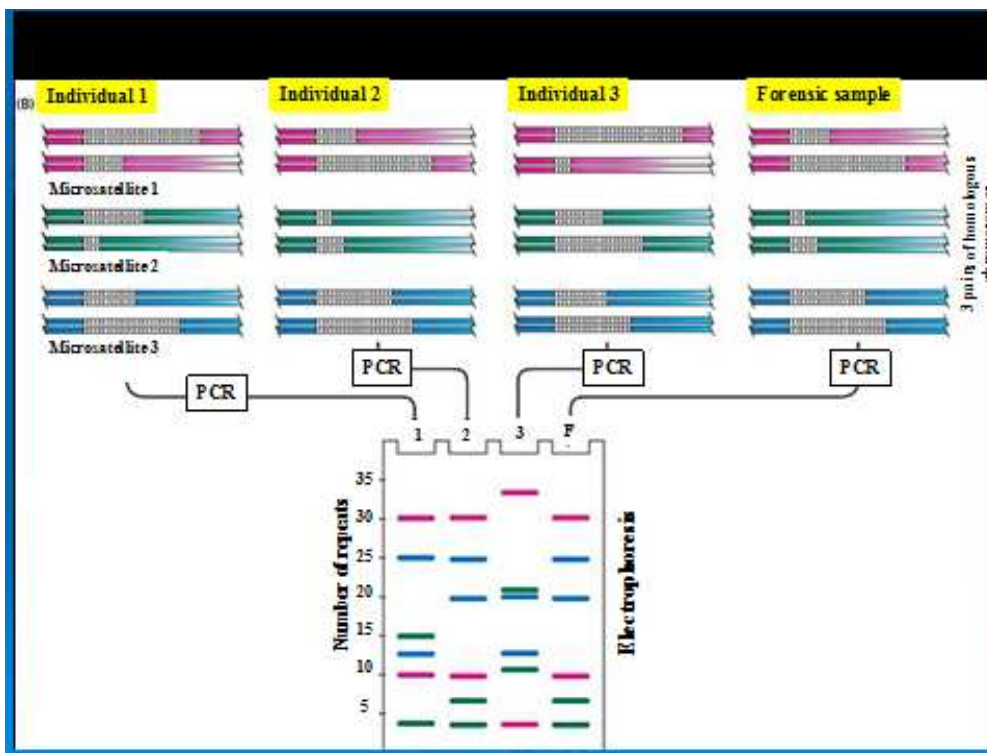 (B)
Individual 1
Individual 2
Individual 3
Forensic sample
Microsatellite 1
Microsatellite 2
Microsatellite 3
3 pairs of homologous
PCR
PCR
PCR
PCR
1
2
3
F
35
30
25
20
15
10
5
Number of repeats
Electrophoresis